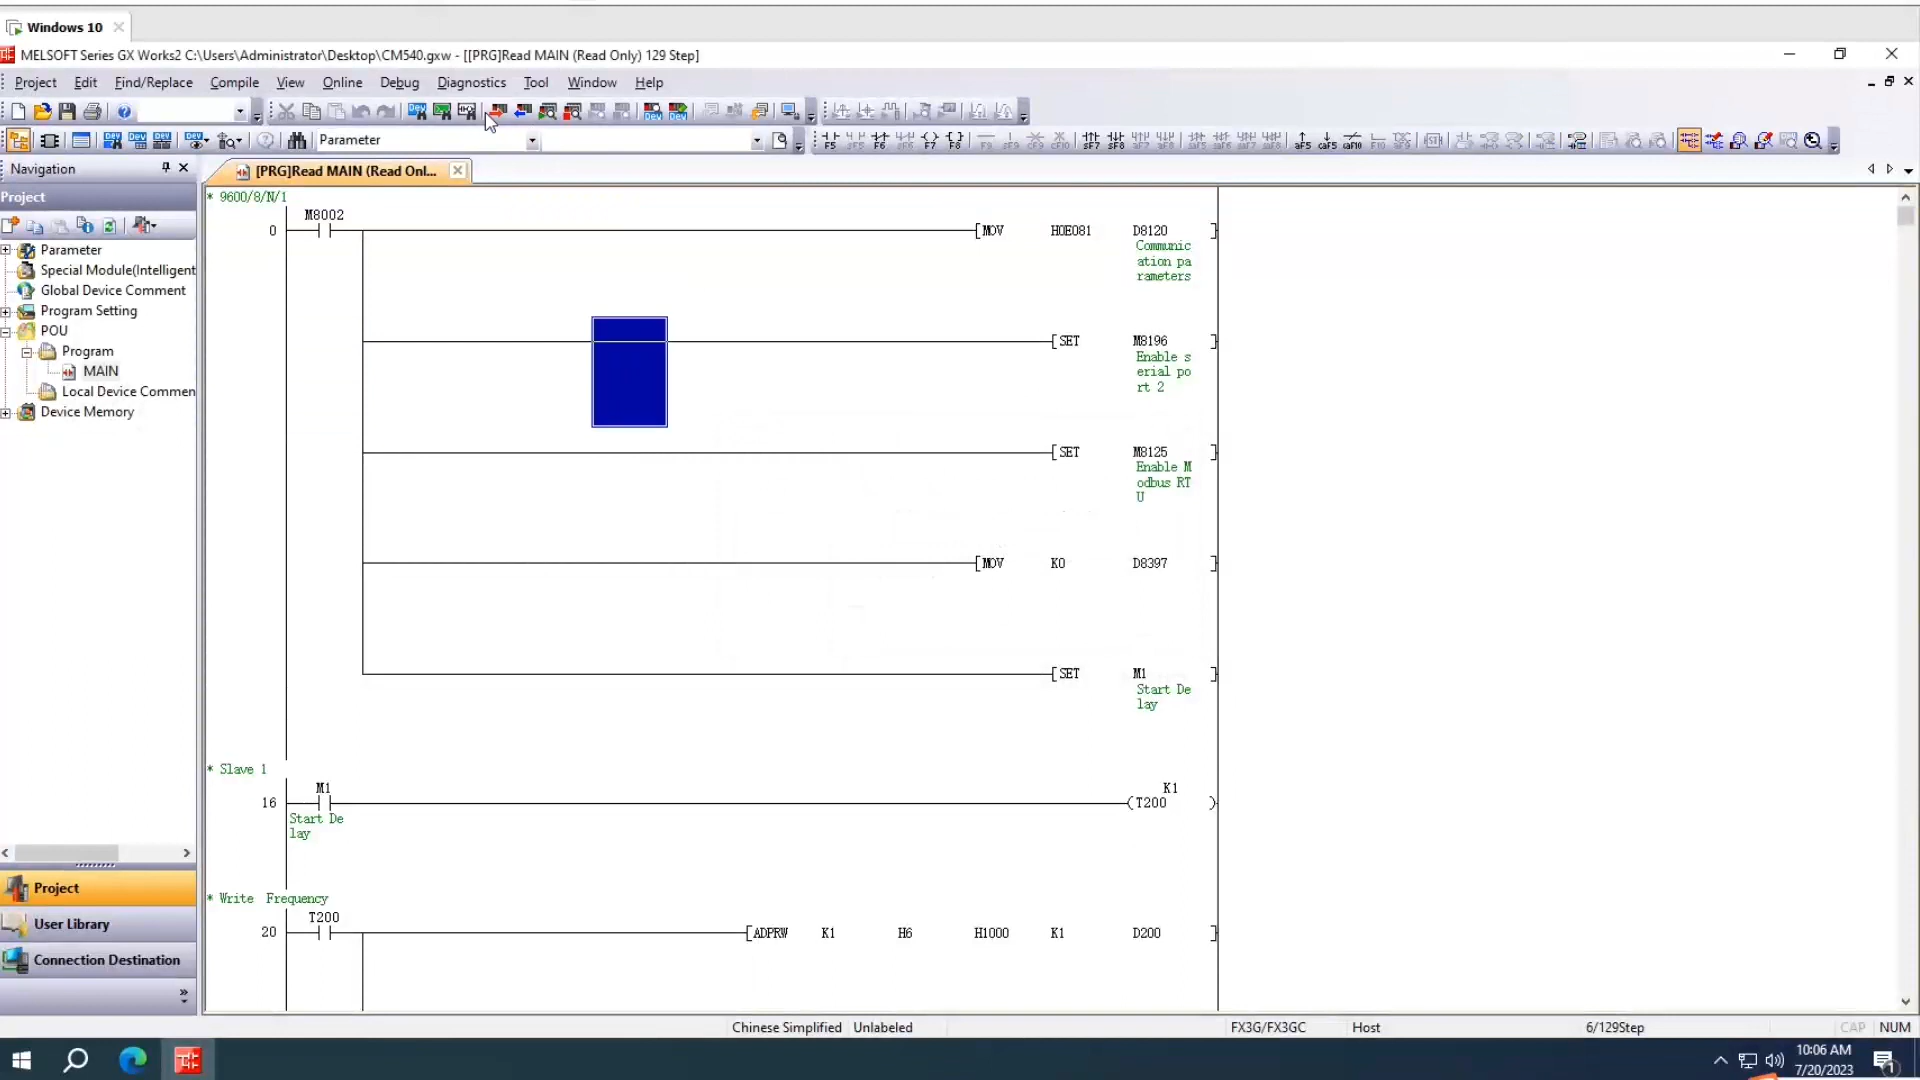 Windows 10
MELSOFT Series GX Works2 C:\Users\Administrator\Desktop\CM540.gxw - [[PRG]Read MAIN (Read Only) 129 Step]
Project Edit Find/Replace Compile View Online Debug Diagnostics Tool Window Help
Parameter
Navigation
[PRG]Read MAIN (Read Onl...
Project
Parameter
Special Module(Intelligent
Global Device Comment
Program Setting
POU
Program
MAIN
Local Device Commen
Device Memory
Project
User Library
Connection Destination
* 9600/8/N/1
M8002
0 [MOV H0E081 D8120 ]
Communic
ation pa
rameters
[SET M8196 ]
Enable s
erial po
rt 2
[SET M8125 ]
Enable M
odbus RT
U
[MOV K0 D8397 ]
[SET M1 ]
Start De
lay
* Slave 1
M1 K1
16 (T200 )
Start De
lay
* Write Frequency
T200
20 [ADPRW K1 H6 H1000 K1 D200 ]
Chinese Simplified Unlabeled FX3G/FX3GC Host 6/129Step CAP NUM
10:06 AM
7/20/2023